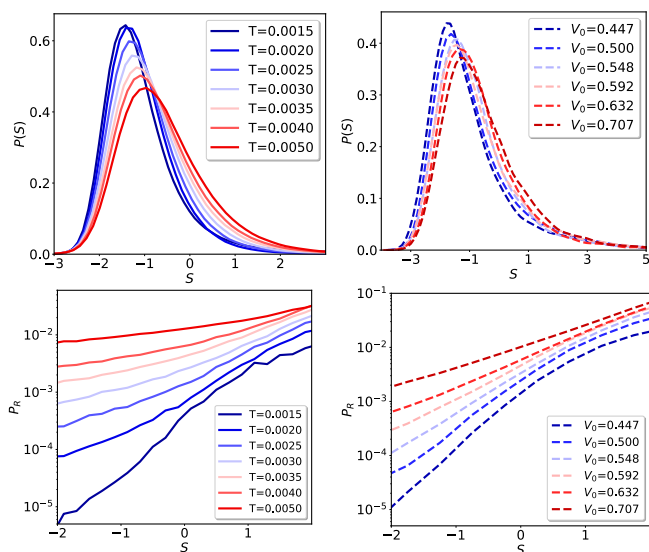 0.6
0.4
0.2
0.0
P(S)
−3 −2 −1 0 1 2
S
T=0.0015
T=0.0020
T=0.0025
T=0.0030
T=0.0035
T=0.0040
T=0.0050
0.4
0.3
0.2
0.1
0.0
P(S)
−3 −1 1 3 5
S
V0=0.447
V0=0.500
V0=0.548
V0=0.592
V0=0.632
V0=0.707
10−2
10−3
10−4
10−5
PR
−2 −1 0 1
S
T=0.0015
T=0.0020
T=0.0025
T=0.0030
T=0.0035
T=0.0040
T=0.0050
10−1
10−2
10−3
10−4
10−5
PR
−2 −1 0 1
S
V0=0.447
V0=0.500
V0=0.548
V0=0.592
V0=0.632
V0=0.707